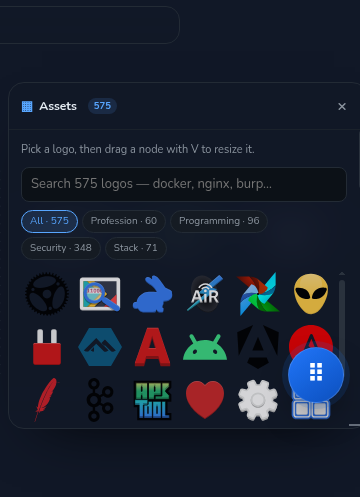 Assets 575 ×
Pick a logo, then drag a node with V to resize it.
Search 575 logos — docker, nginx, burp...
All · 575 Profession · 60 Programming · 96
Security · 348 Stack · 71
AiR
APK
TOOL